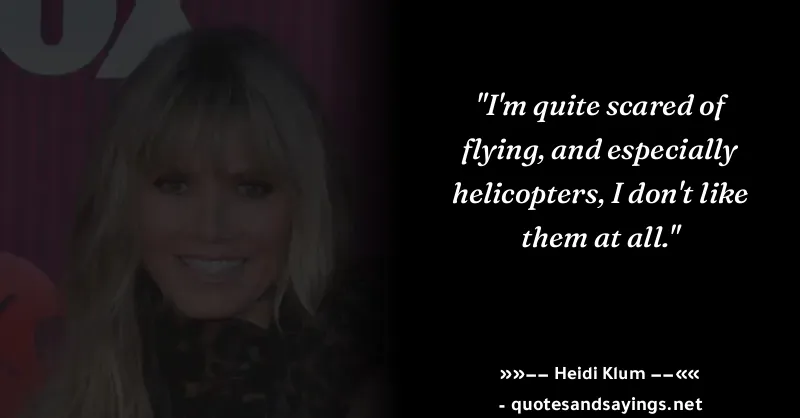 "I'm quite scared of
flying, and especially
helicopters, I don't like
them at all."
»»−− Heidi Klum −−««
- quotesandsayings.net